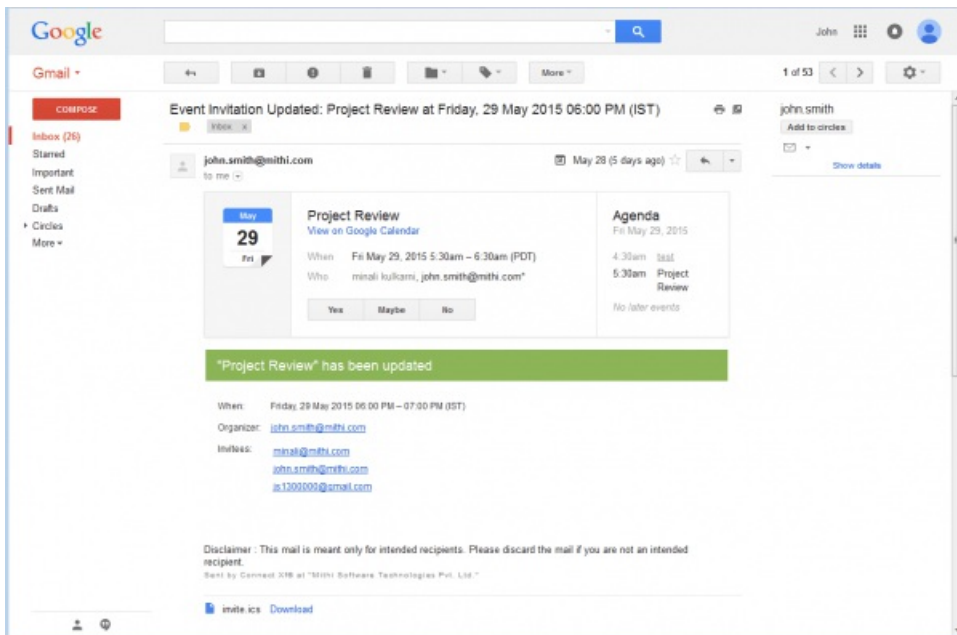 Google
John
Gmail
More
1 of 53
COMPOSE
Inbox (26)
Starred
Important
Sent Mail
Drafts
Circles
More
Event Invitation Updated: Project Review at Friday, 29 May 2015 06:00 PM (IST)
Inbox x
john.smith@mithi.com
to me
May 28 (5 days ago)
john.smith
Add to circles
Show details
May
29
Fri
Project Review
View on Google Calendar
When Fri May 29, 2015 5:30am – 6:30am (PDT)
Who minali kulkarni, john.smith@mithi.com*
Yes Maybe No
Agenda
Fri May 29, 2015
4:30am test
5:30am Project
Review
No later events
"Project Review" has been updated
When: Friday, 29 May 2015 06:00 PM – 07:00 PM (IST)
Organizer: john.smith@mithi.com
Invitees: minali@mithi.com
john.smith@mithi.com
js1300000@gmail.com
Disclaimer : This mail is meant only for intended recipients. Please discard the mail if you are not an intended
recipient.
Sent by Connect Xf® at "Mithi Software Technologies Pvt. Ltd."
invite.ics Download